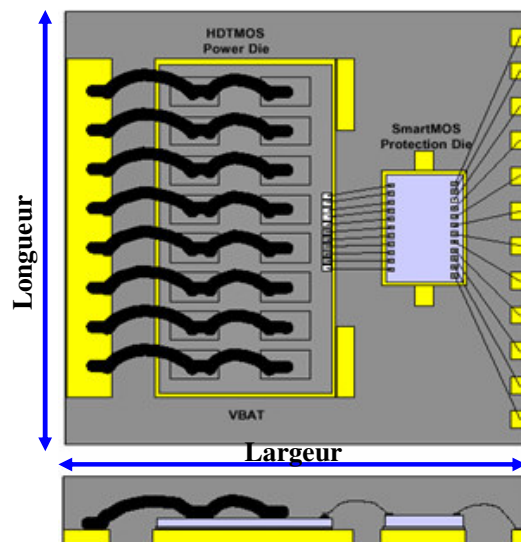 HDTMOS
Power Die
SmartMOS
Protection Die
Longueur
VBAT
Largeur